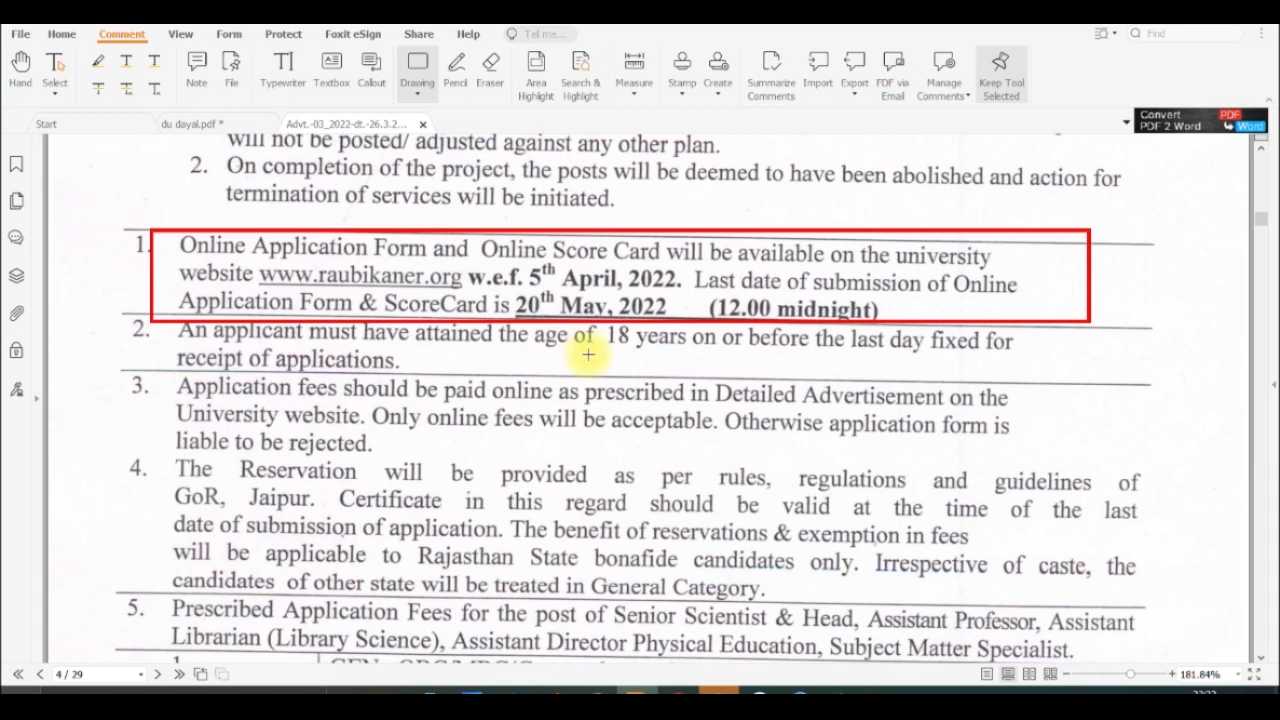 File Home Comment View Form Protect Foxit eSign Share Help Tell me... Find
Hand Select Note File Typewriter Textbox Callout Drawing Pencil Eraser Area Highlight Search & Highlight Measure Stamp Create Summarize Comments Import Export FDF via Email Manage Comments Keep Tool Selected
Start du dayal.pdf * Advt.-03_2022-dt.-26.3.2... Convert PDF
PDF 2 Word Word
will not be posted/ adjusted against any other plan.
2. On completion of the project, the posts will be deemed to have been abolished and action for
termination of services will be initiated.
1. Online Application Form and Online Score Card will be available on the university
website www.raubikaner.org w.e.f. 5th April, 2022. Last date of submission of Online
Application Form & ScoreCard is 20th May, 2022 (12.00 midnight)
2. An applicant must have attained the age of 18 years on or before the last day fixed for
receipt of applications.
3. Application fees should be paid online as prescribed in Detailed Advertisement on the
University website. Only online fees will be acceptable. Otherwise application form is
liable to be rejected.
4. The Reservation will be provided as per rules, regulations and guidelines of
GoR, Jaipur. Certificate in this regard should be valid at the time of the last
date of submission of application. The benefit of reservations & exemption in fees
will be applicable to Rajasthan State bonafide candidates only. Irrespective of caste, the
candidates of other state will be treated in General Category.
5. Prescribed Application Fees for the post of Senior Scientist & Head, Assistant Professor, Assistant
Librarian (Library Science), Assistant Director Physical Education, Subject Matter Specialist.
4 / 29 181.84%